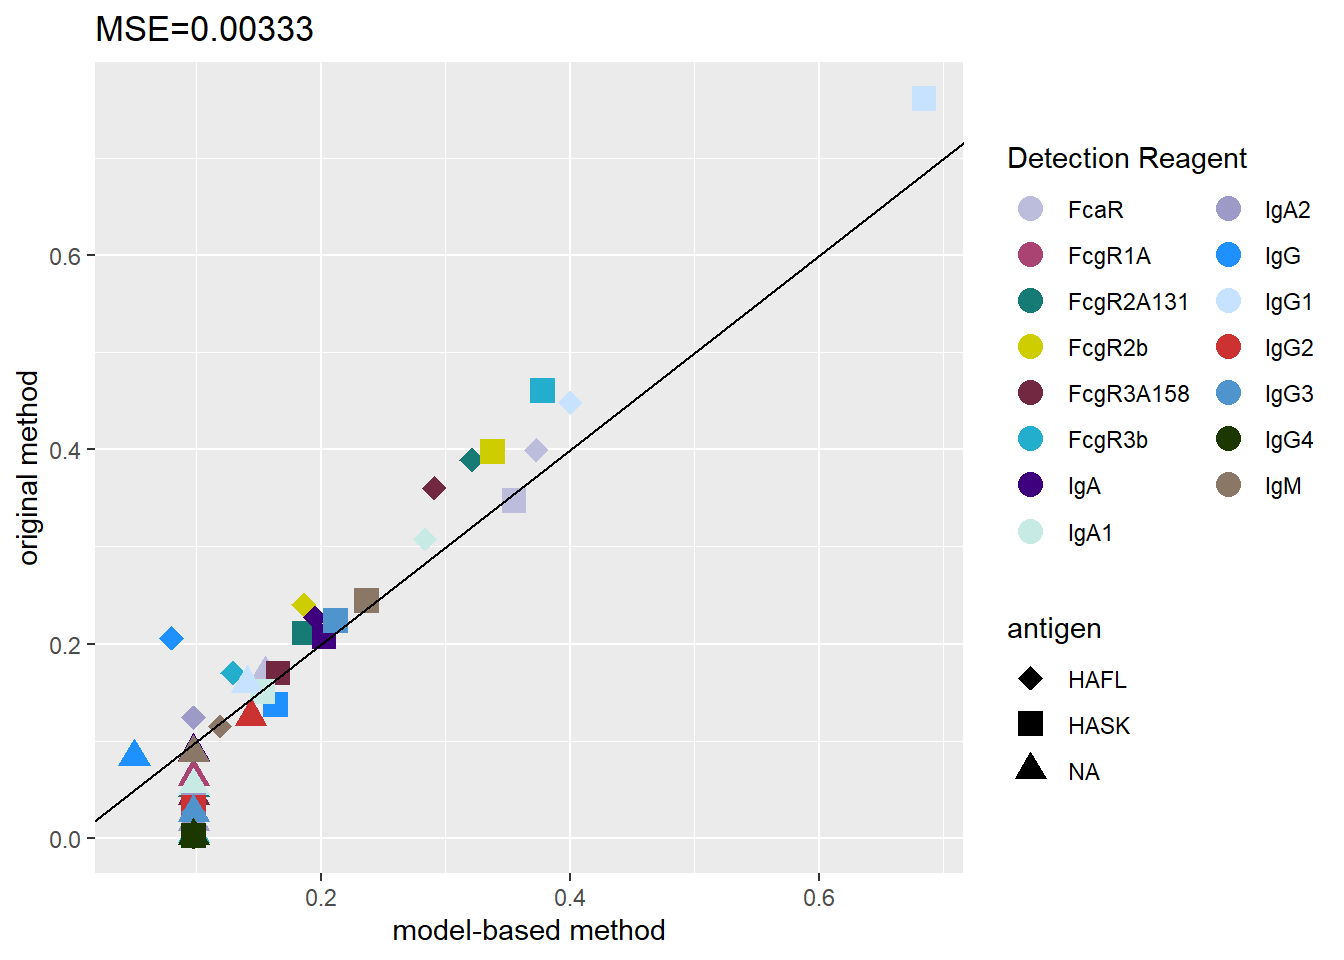 MSE=0.00333
0.6
0.4
0.2
0.0
original method
0.2
0.4
0.6
model-based method
Detection Reagent
FcaR
FcgR1A
FcgR2A131
FcgR2b
FcgR3A158
FcgR3b
IgA
IgA1
IgA2
IgG
IgG1
IgG2
IgG3
IgG4
IgM
antigen
HAFL
HASK
NA